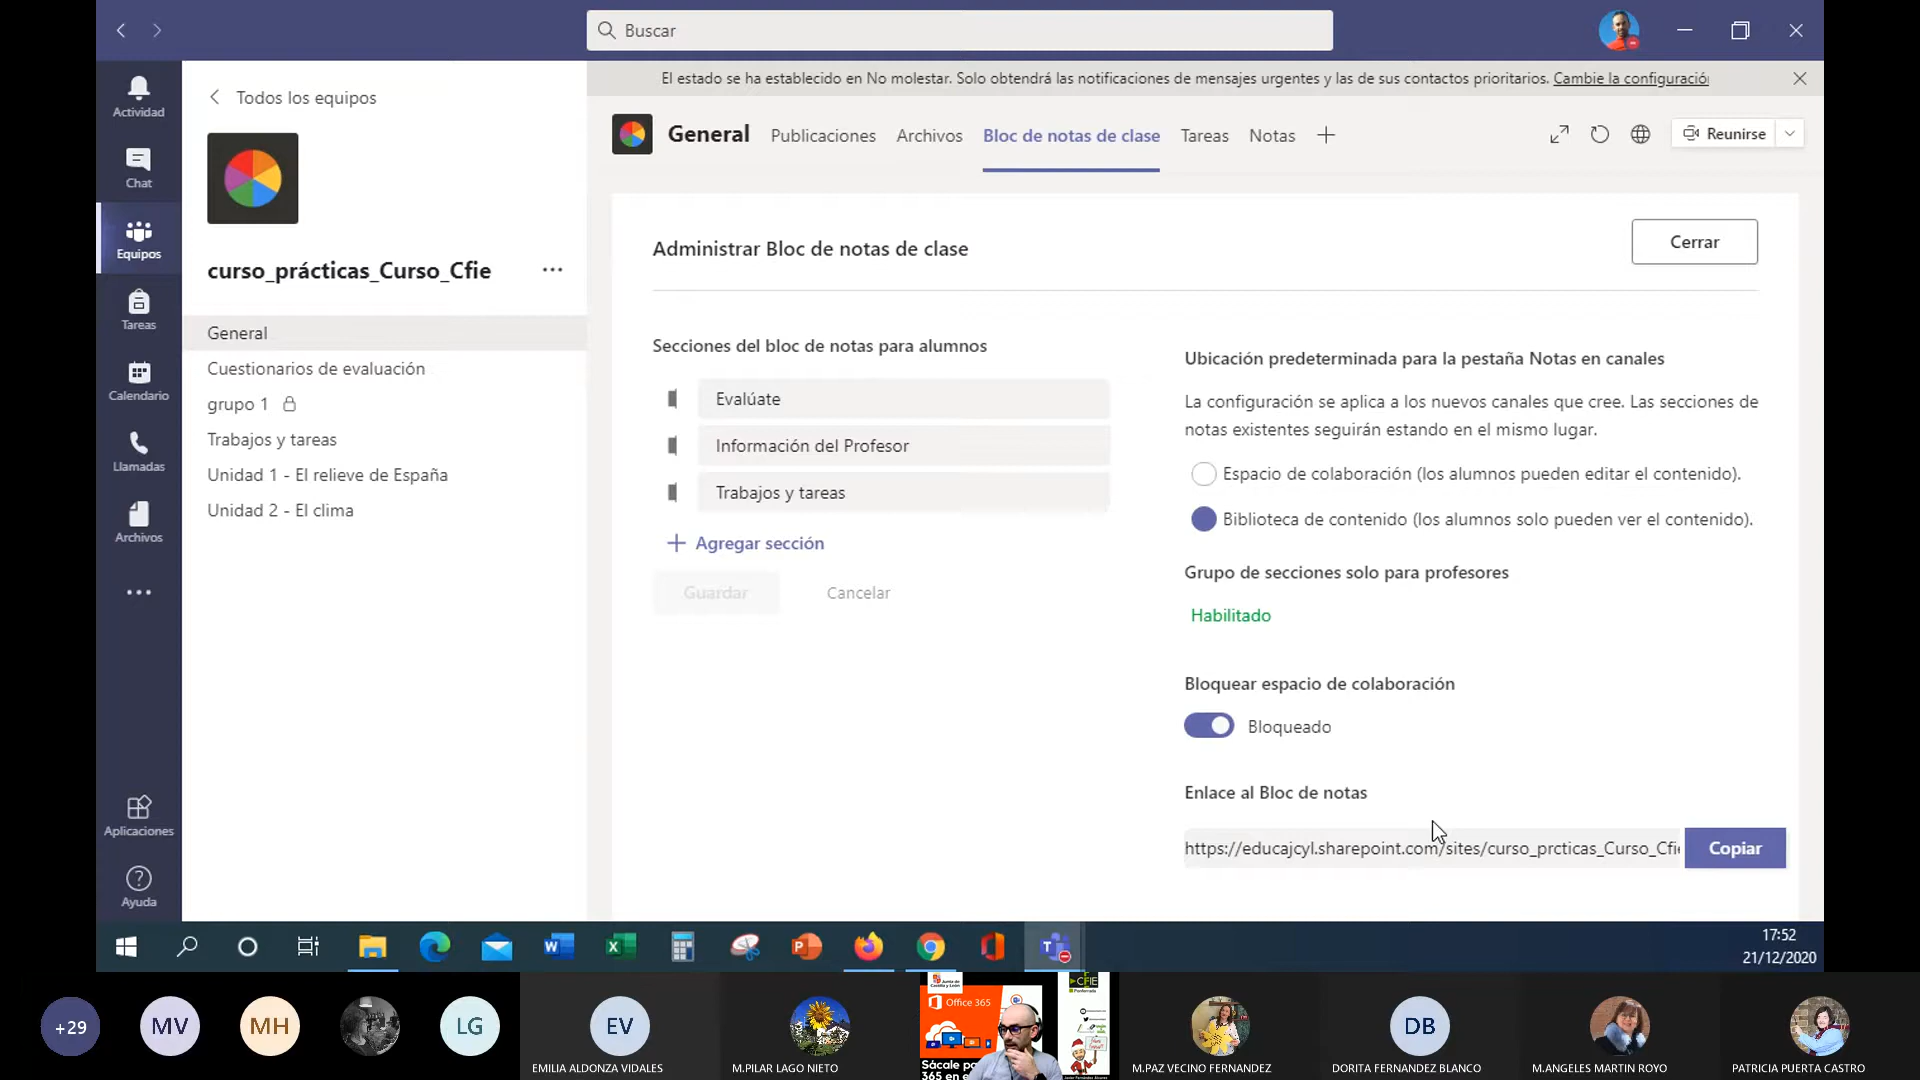 Buscar
El estado se ha establecido en No molestar. Solo obtendrá las notificaciones de mensajes urgentes y las de sus contactos prioritarios. Cambie la configuració
Actividad
Chat
Equipos
Tareas
Calendario
Llamadas
Archivos
Aplicaciones
Ayuda
Todos los equipos
curso_prácticas_Curso_Cfie
General
Cuestionarios de evaluación
grupo 1
Trabajos y tareas
Unidad 1 - El relieve de España
Unidad 2 - El clima
General Publicaciones Archivos Bloc de notas de clase Tareas Notas
Reunirse
Administrar Bloc de notas de clase
Cerrar
Secciones del bloc de notas para alumnos
Evalúate
Información del Profesor
Trabajos y tareas
Agregar sección
Guardar Cancelar
Ubicación predeterminada para la pestaña Notas en canales
La configuración se aplica a los nuevos canales que cree. Las secciones de
notas existentes seguirán estando en el mismo lugar.
Espacio de colaboración (los alumnos pueden editar el contenido).
Biblioteca de contenido (los alumnos solo pueden ver el contenido).
Grupo de secciones solo para profesores
Habilitado
Bloquear espacio de colaboración
Bloqueado
Enlace al Bloc de notas
https://educajcyl.sharepoint.com/sites/curso_prcticas_Curso_Cfie
Copiar
17:52
21/12/2020
+29
MV
MH
LG
EV
EMILIA ALDONZA VIDALES
M.PILAR LAGO NIETO
Office 365
Sácale pa
365 en e
CFIE
M.PAZ VECINO FERNANDEZ
DB
DORITA FERNANDEZ BLANCO
M.ANGELES MARTIN ROYO
PATRICIA PUERTA CASTRO